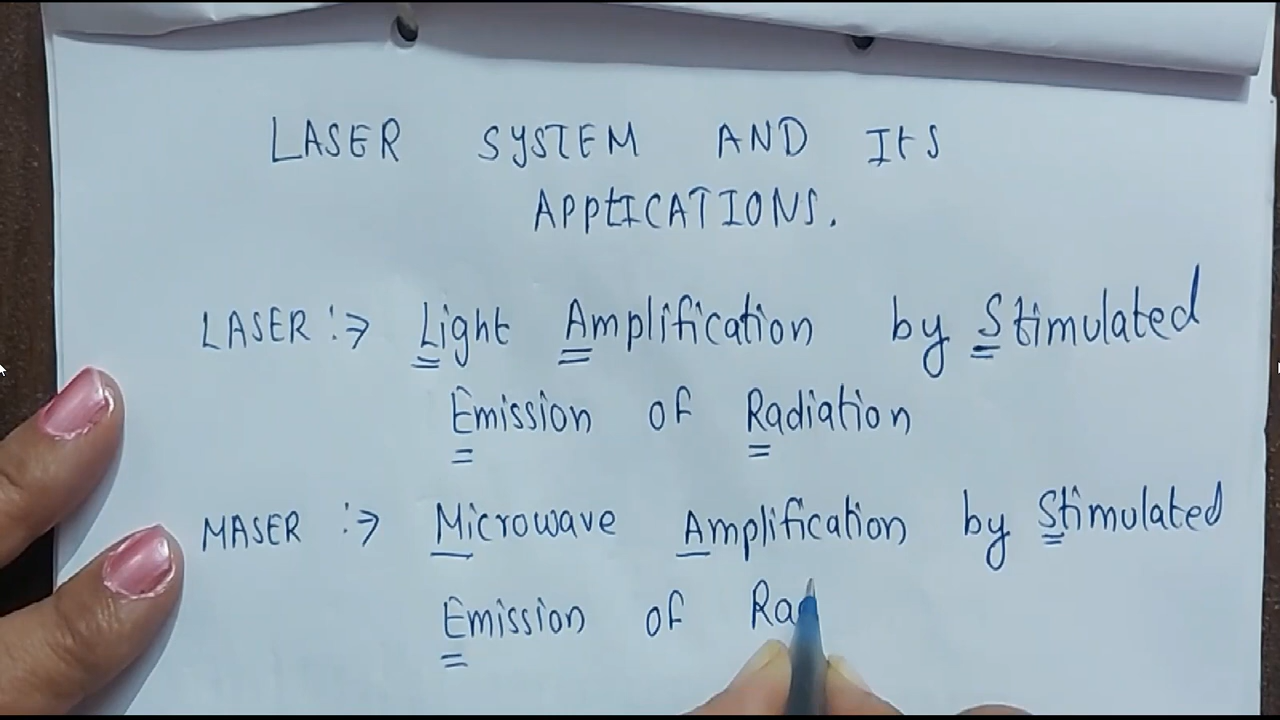 LASER SYSTEM AND ItS
APPLICATIONS.
LASER :→ Light Amplification by Stimulated
Emission of Radiation
MASER :→ Microwave Amplification by Stimulated
Emission of Rad